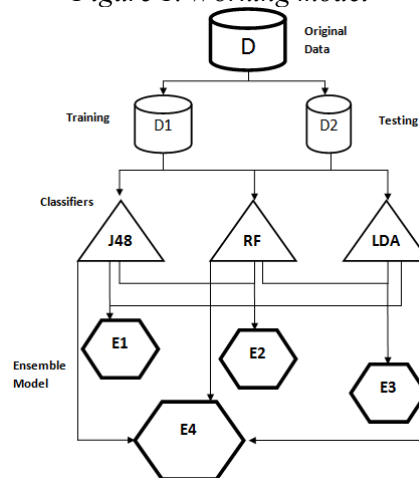 Figure 1: Working model
D
Original
Data
Training
D1
D2
Testing
Classifiers
J48
RF
LDA
E1
E2
E3
Ensemble
Model
E4